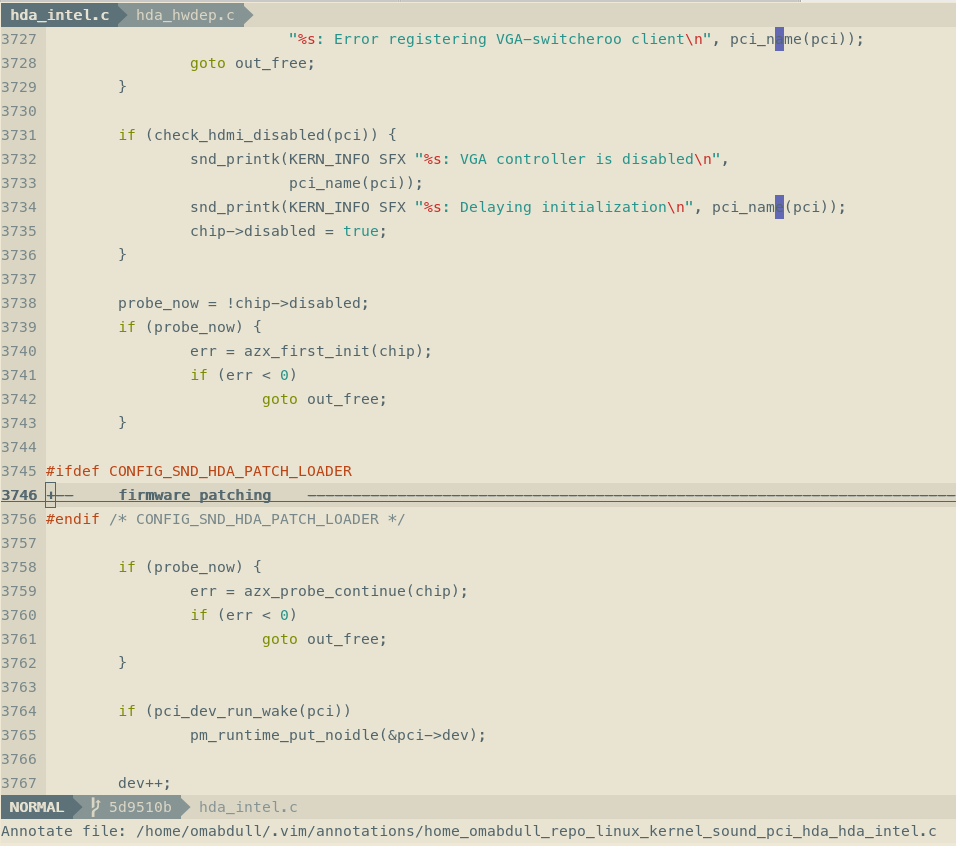 hda_intel.c hda_hwdep.c
3727 "%s: Error registering VGA-switcheroo client\n", pci_name(pci));
3728 goto out_free;
3729 }
3730
3731 if (check_hdmi_disabled(pci)) {
3732 snd_printk(KERN_INFO SFX "%s: VGA controller is disabled\n",
3733 pci_name(pci));
3734 snd_printk(KERN_INFO SFX "%s: Delaying initialization\n", pci_name(pci));
3735 chip->disabled = true;
3736 }
3737
3738 probe_now = !chip->disabled;
3739 if (probe_now) {
3740 err = azx_first_init(chip);
3741 if (err < 0)
3742 goto out_free;
3743 }
3744
3745 #ifdef CONFIG_SND_HDA_PATCH_LOADER
3746 +-- firmware patching ------------------------------------------------------------------------
3756 #endif /* CONFIG_SND_HDA_PATCH_LOADER */
3757
3758 if (probe_now) {
3759 err = azx_probe_continue(chip);
3760 if (err < 0)
3761 goto out_free;
3762 }
3763
3764 if (pci_dev_run_wake(pci))
3765 pm_runtime_put_noidle(&pci->dev);
3766
3767 dev++;
NORMAL 5d9510b hda_intel.c
Annotate file: /home/omabdull/.vim/annotations/home_omabdull_repo_linux_kernel_sound_pci_hda_hda_intel.c